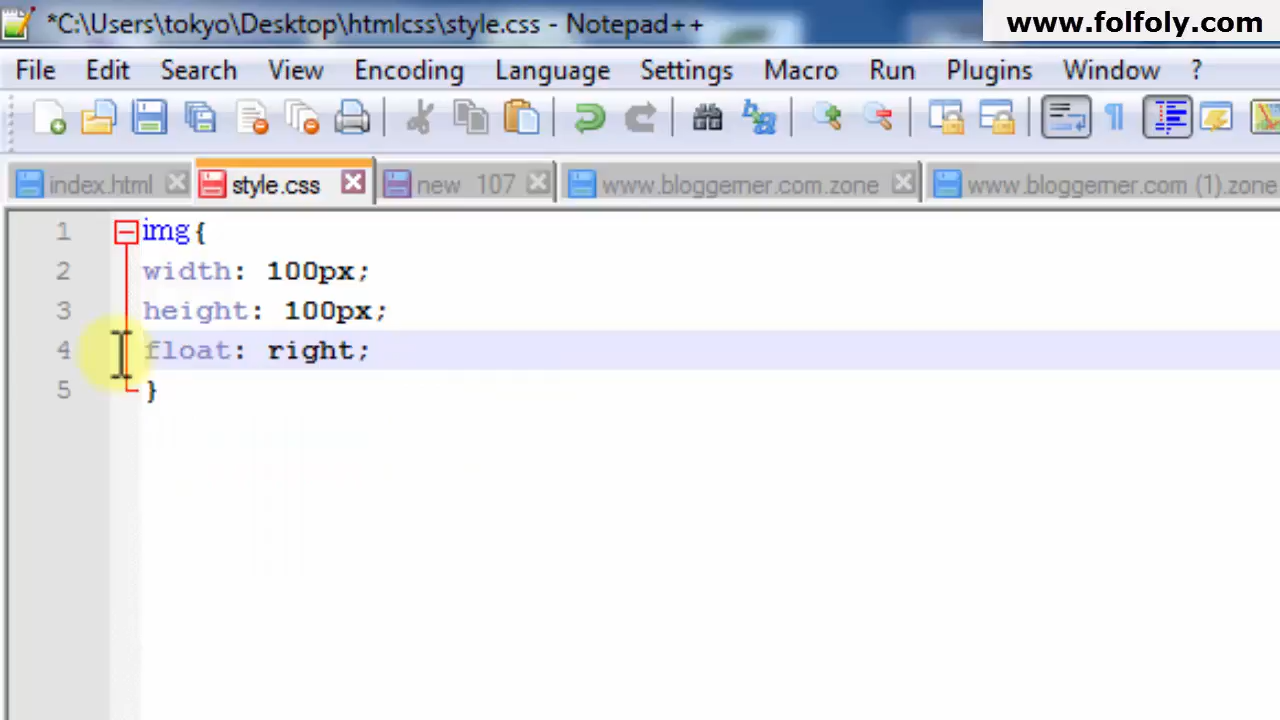 *C:\Users\tokyo\Desktop\htmlcss\style.css - Notepad++
www.folfoly.com
File Edit Search View Encoding Language Settings Macro Run Plugins Window ?
index.html style.css new 107 www.bloggerner.com.zone www.bloggerner.com (1).zone
1 img{
2 width: 100px;
3 height: 100px;
4 float: right;
5 }